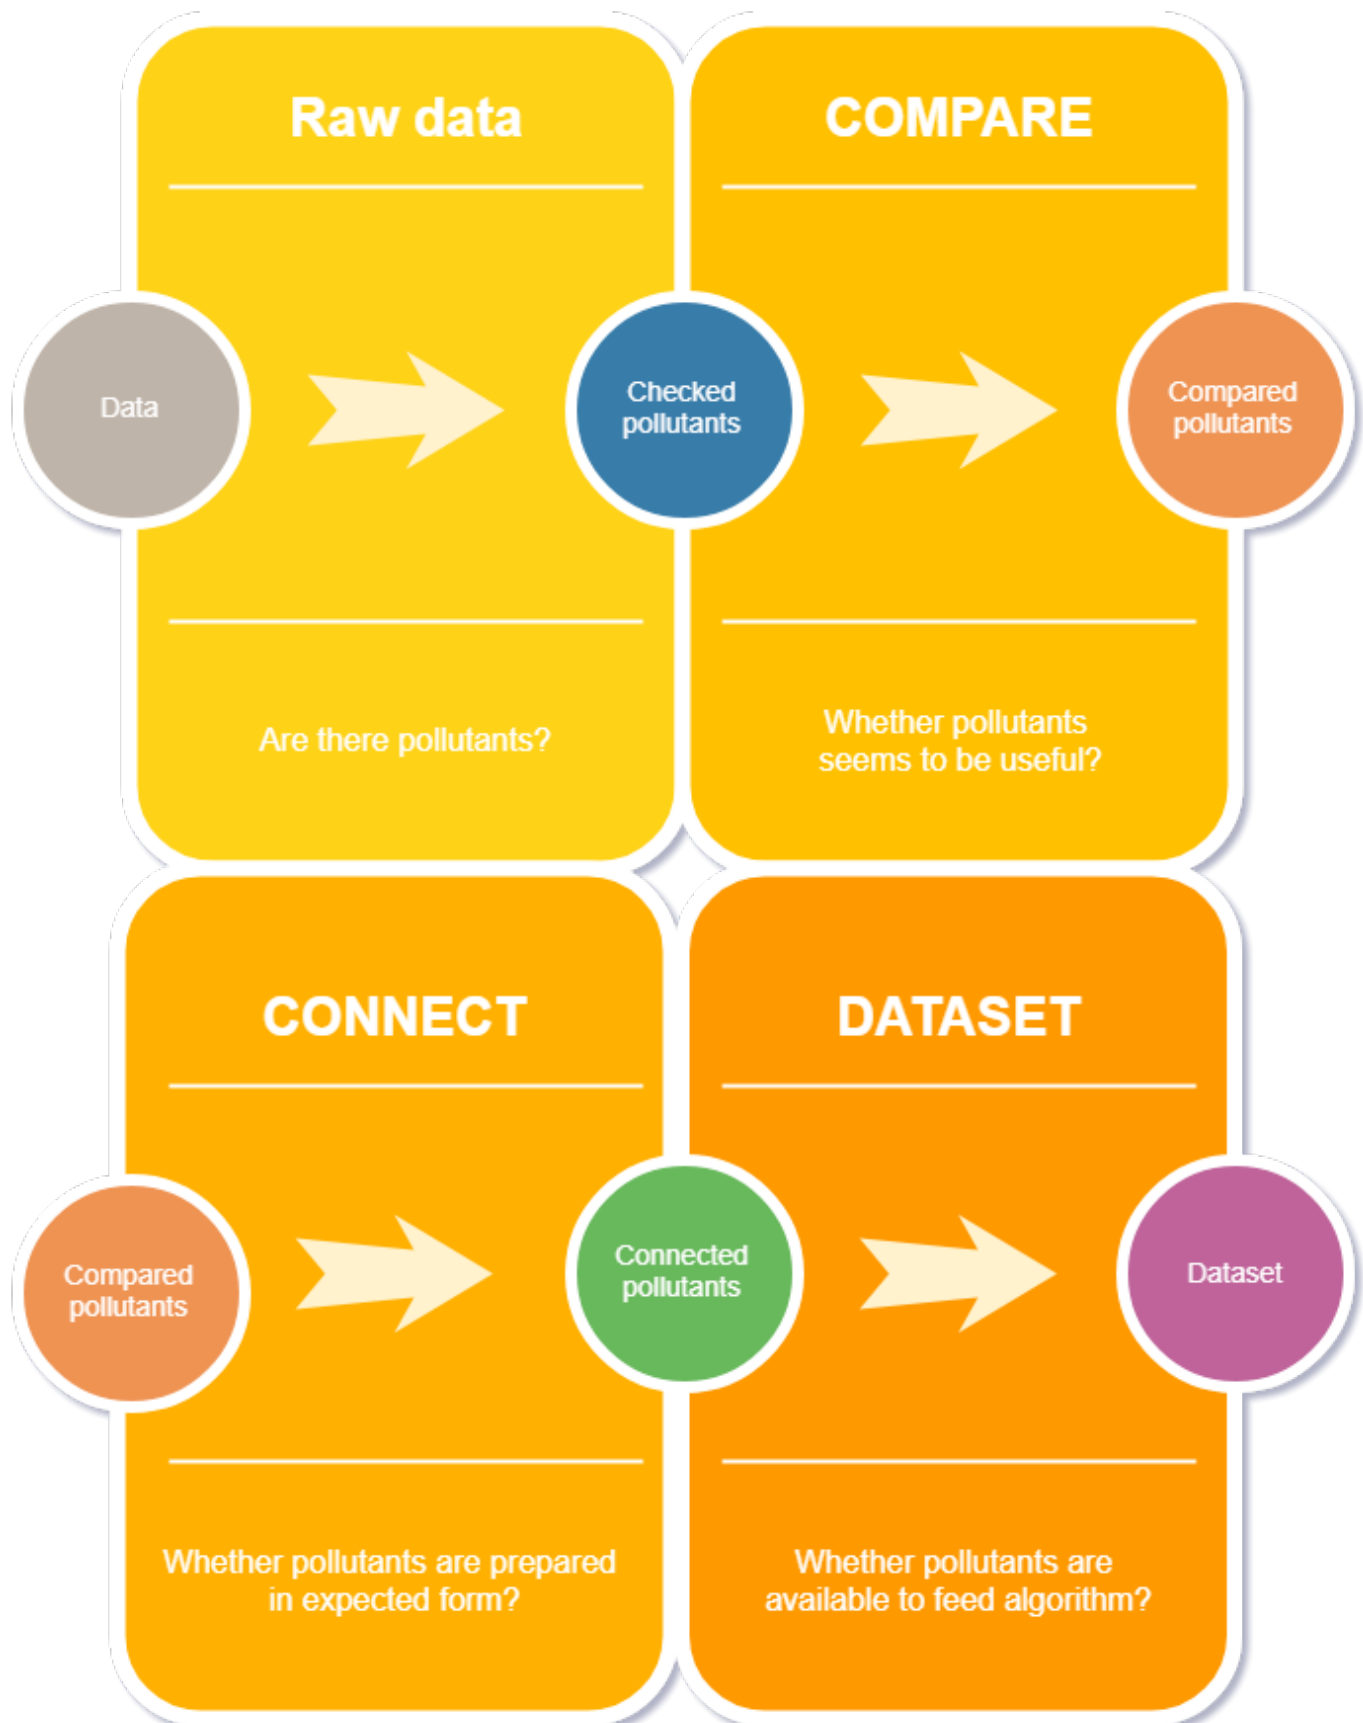 Raw data
COMPARE
Data
Checked
pollutants
Compared
pollutants
Are there pollutants?
Whether pollutants
seems to be useful?
CONNECT
DATASET
Compared
pollutants
Connected
pollutants
Dataset
Whether pollutants are prepared
in expected form?
Whether pollutants are
available to feed algorithm?